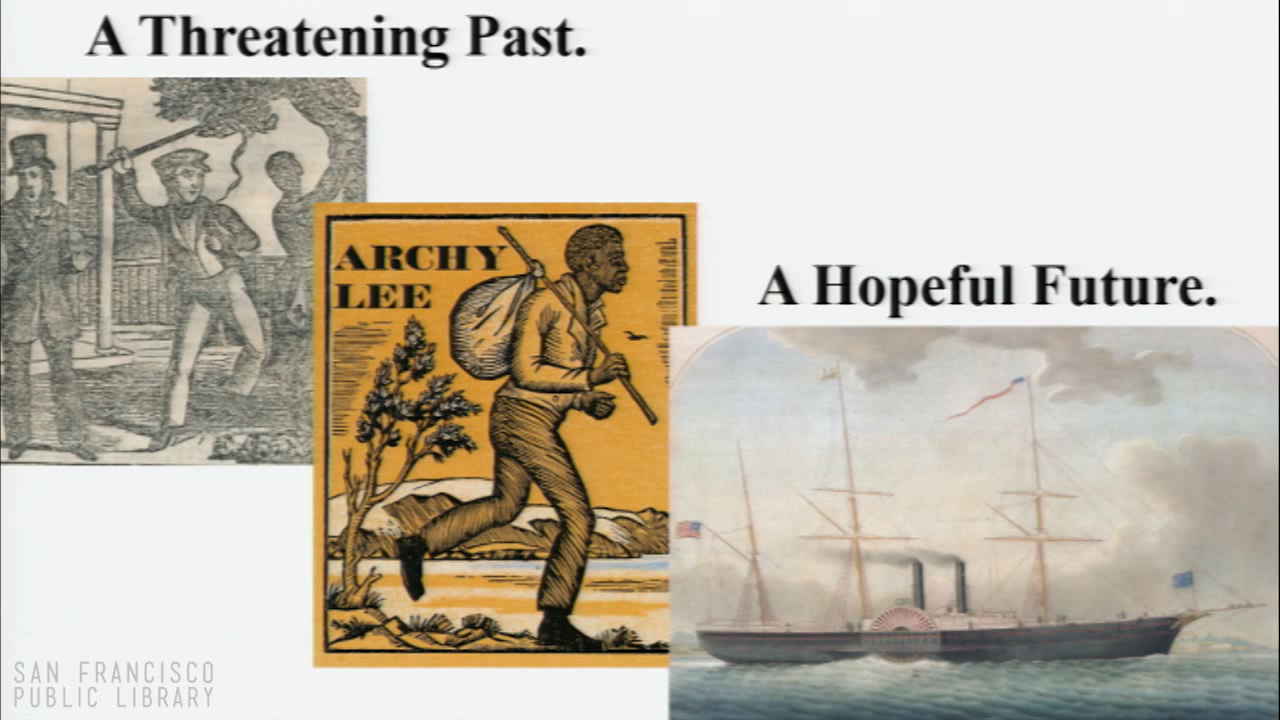 A Threatening Past.
ARCHY
LEE
A Hopeful Future.
SAN FRANCISCO
PUBLIC LIBRARY